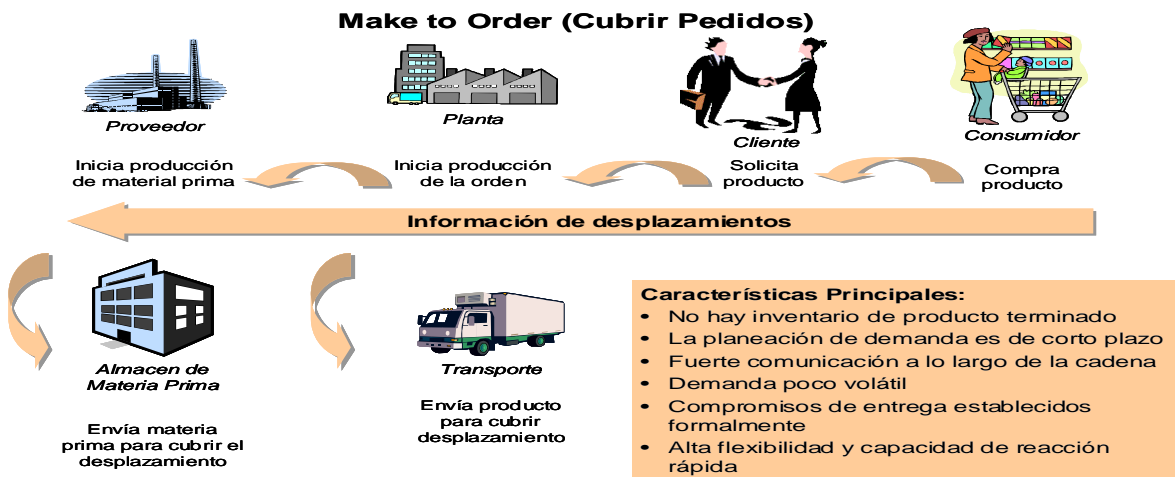 Make to Order (Cubrir Pedidos)
Proveedor
Planta
Cliente
Consumidor
Inicia producción
de material prima
Inicia producción
de la orden
Solicita
producto
Compra
producto
Información de desplazamientos
Almacen de
Materia Prima
Envía materia
prima para cubrir el
desplazamiento
Transporte
Envía producto
para cubrir
desplazamiento
Características Principales:
• No hay inventario de producto terminado
• La planeación de demanda es de corto plazo
• Fuerte comunicación a lo largo de la cadena
• Demanda poco volátil
• Compromisos de entrega establecidos
formalmente
• Alta flexibilidad y capacidad de reacción
rápida